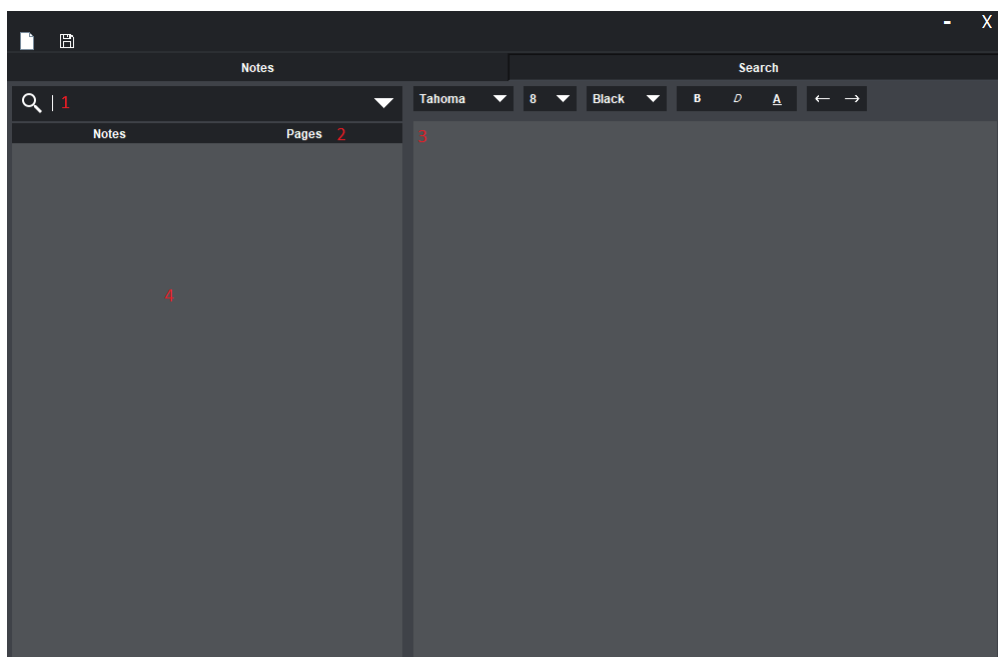 - X
Notes Search
1 Tahoma 8 Black B D A ← →
Notes Pages 2 3
4